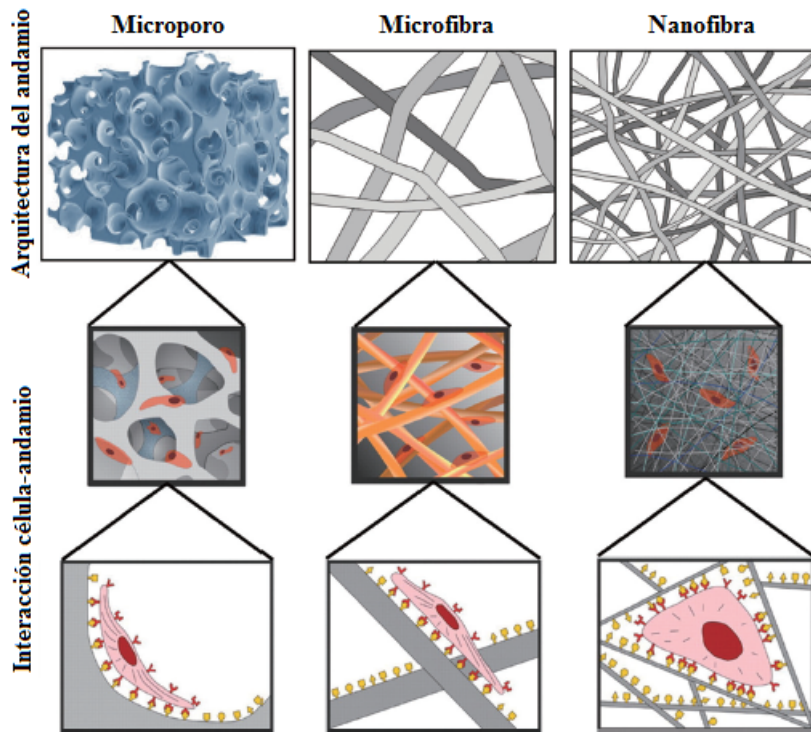 Microporo
Microfibra
Nanofibra
Arquitectura del andamio
Interacción célula-andamio